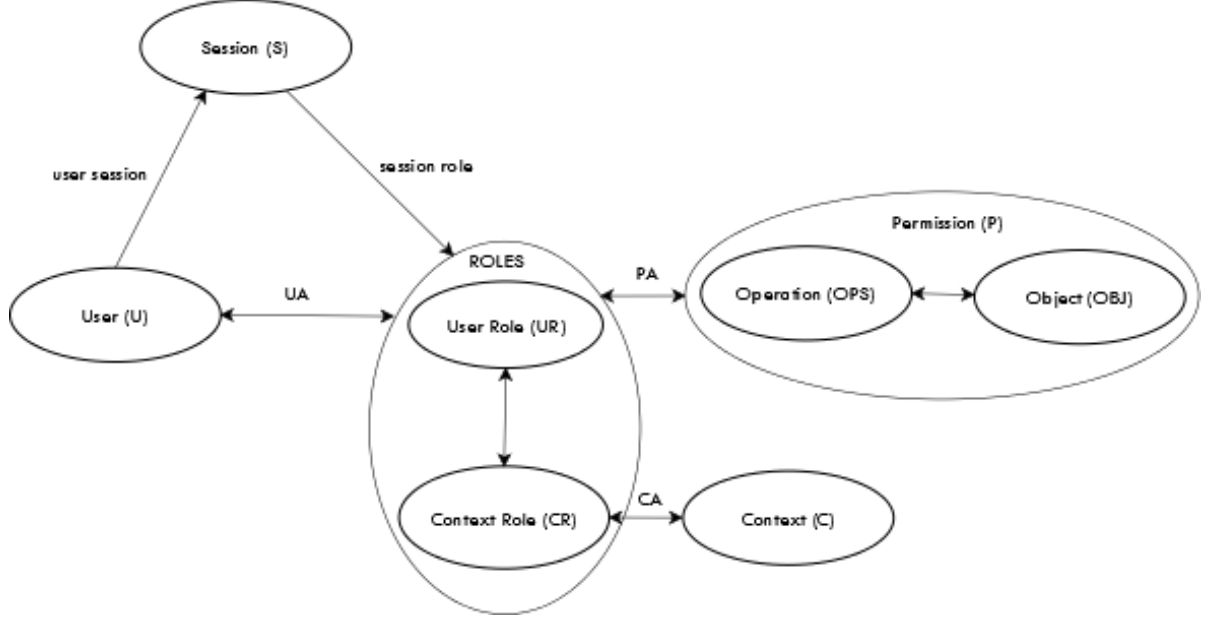 Session (S)
user session
session role
Permission (P)
ROLES
PA
Operation (OPS)
Object (OBJ)
UA
User (U)
User Role (UR)
CA
Context Role (CR)
Context (C)